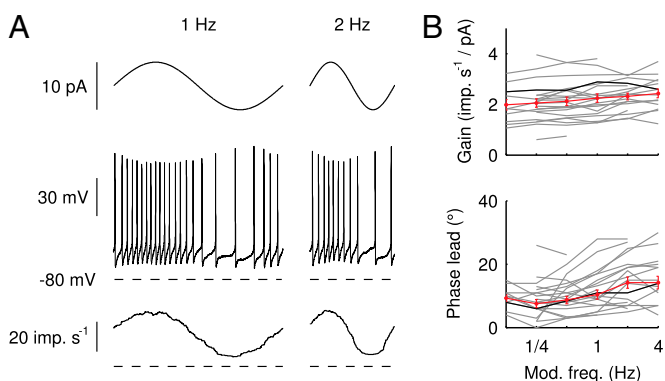 A
1 Hz
2 Hz
10 pA
30 mV
-80 mV
20 imp. s⁻¹
B
Gain (imp. s⁻¹ / pA)
4
2
0
Phase lead (°)
40
20
0
1/4
1
4
Mod. freq. (Hz)